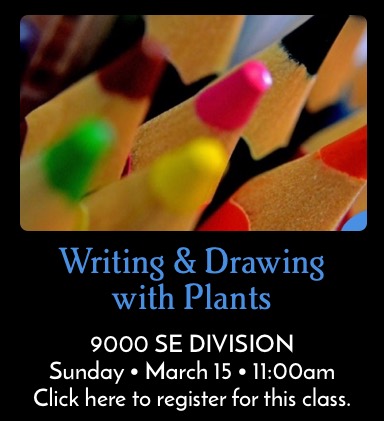 Writing & Drawing
with Plants
9000 SE DIVISION
Sunday • March 15 • 11:00am
Click here to register for this class.